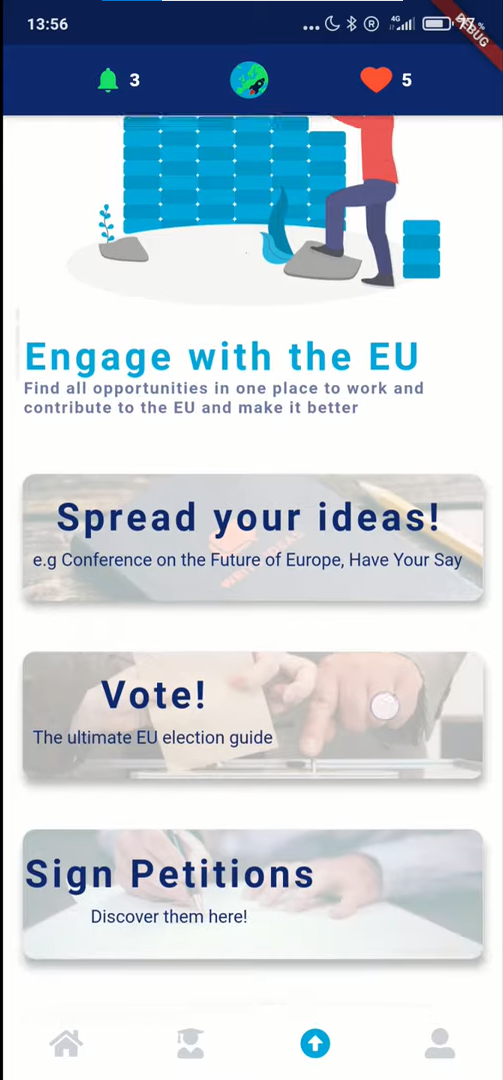 13:56
4G
3
5
Engage with the EU
Find all opportunities in one place to work and
contribute to the EU and make it better
Spread your ideas!
e.g Conference on the Future of Europe, Have Your Say
Vote!
The ultimate EU election guide
Sign Petitions
Discover them here!